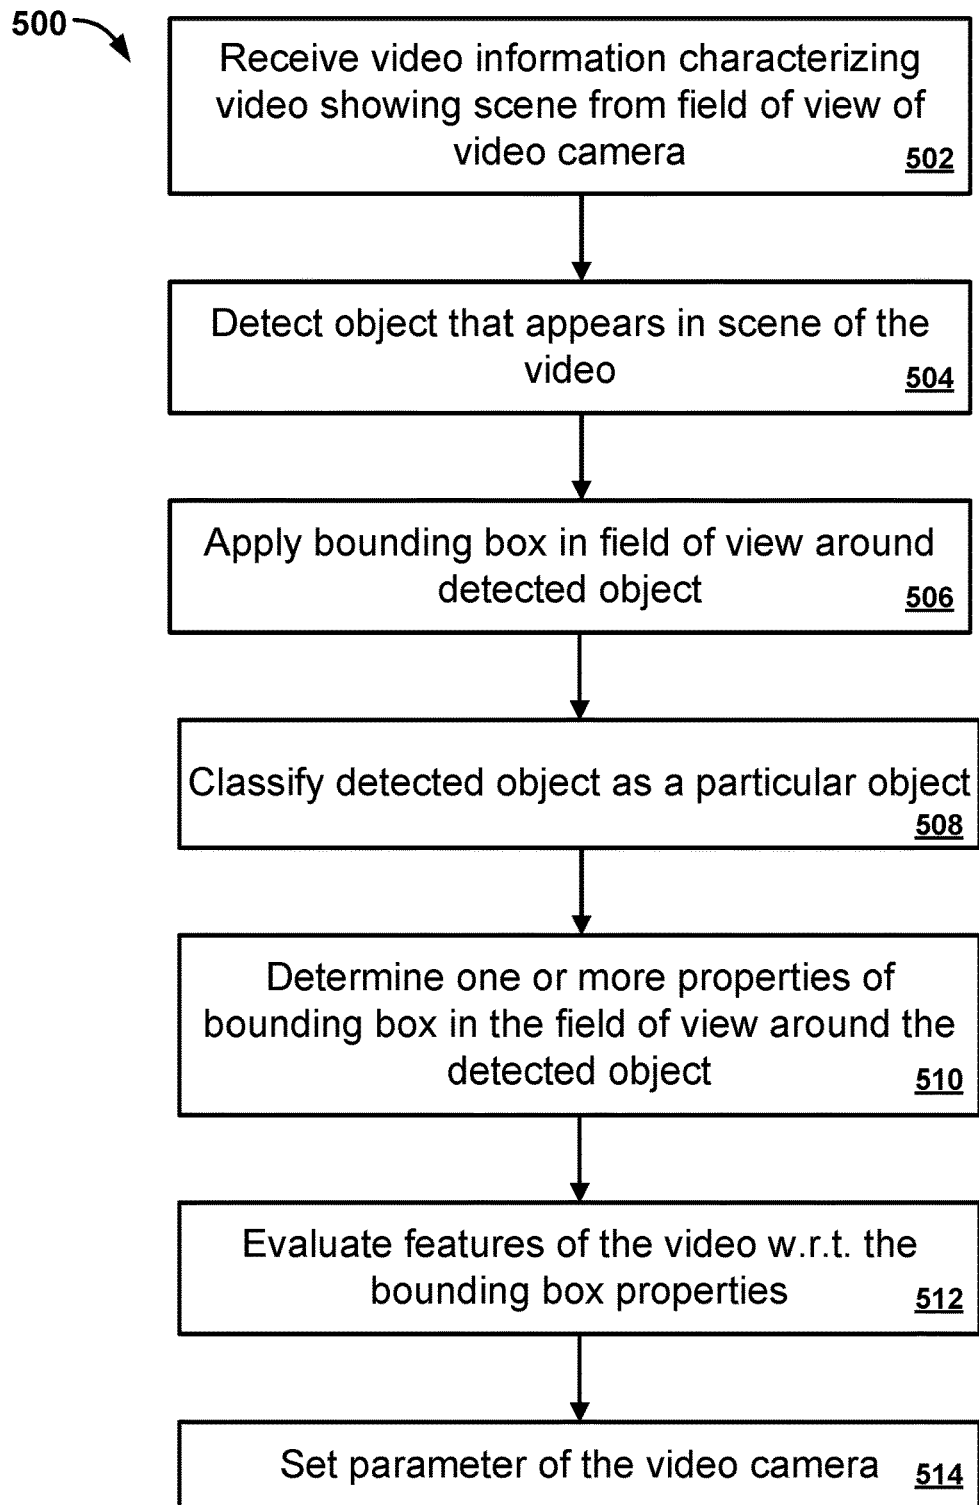 500
Receive video information characterizing
video showing scene from field of view of
video camera
502
Detect object that appears in scene of the
video
504
Apply bounding box in field of view around
detected object
506
Classify detected object as a particular object
508
Determine one or more properties of
bounding box in the field of view around the
detected object
510
Evaluate features of the video w.r.t. the
bounding box properties
512
Set parameter of the video camera
514